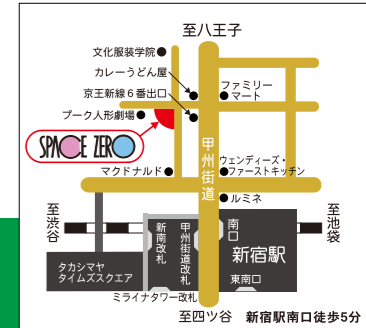 至八王子
文化服装学院
カレーうどん屋
ファミリー
マート
京王新線6番出口
プーク人形劇場
SPACE ZERO
甲州街道
ウェンディーズ・
ファーストキッチン
マクドナルド
ルミネ
至渋谷
至池袋
新南改札
甲州街道改札
南口
新宿駅
東南口
タカシマヤ
タイムズスクエア
ミライナタワー改札
至四ツ谷
新宿駅南口徒歩5分